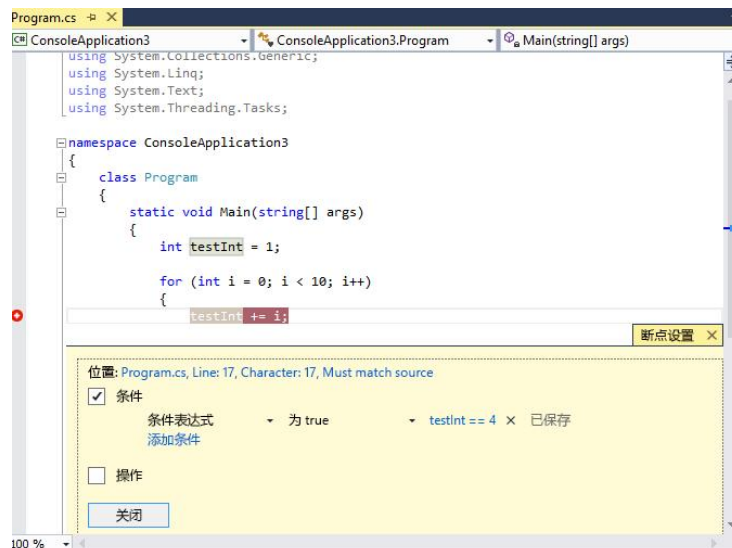 Program.cs
ConsoleApplication3 ConsoleApplication3.Program Main(string[] args)
using System.Collections.Generic;
using System.Linq;
using System.Text;
using System.Threading.Tasks;
namespace ConsoleApplication3
{
class Program
{
static void Main(string[] args)
{
int testInt = 1;
for (int i = 0; i < 10; i++)
{
testInt += i;
断点设置
位置: Program.cs, Line: 17, Character: 17, Must match source
条件
条件表达式 为 true testInt == 4 × 已保存
添加条件
操作
关闭
100 %